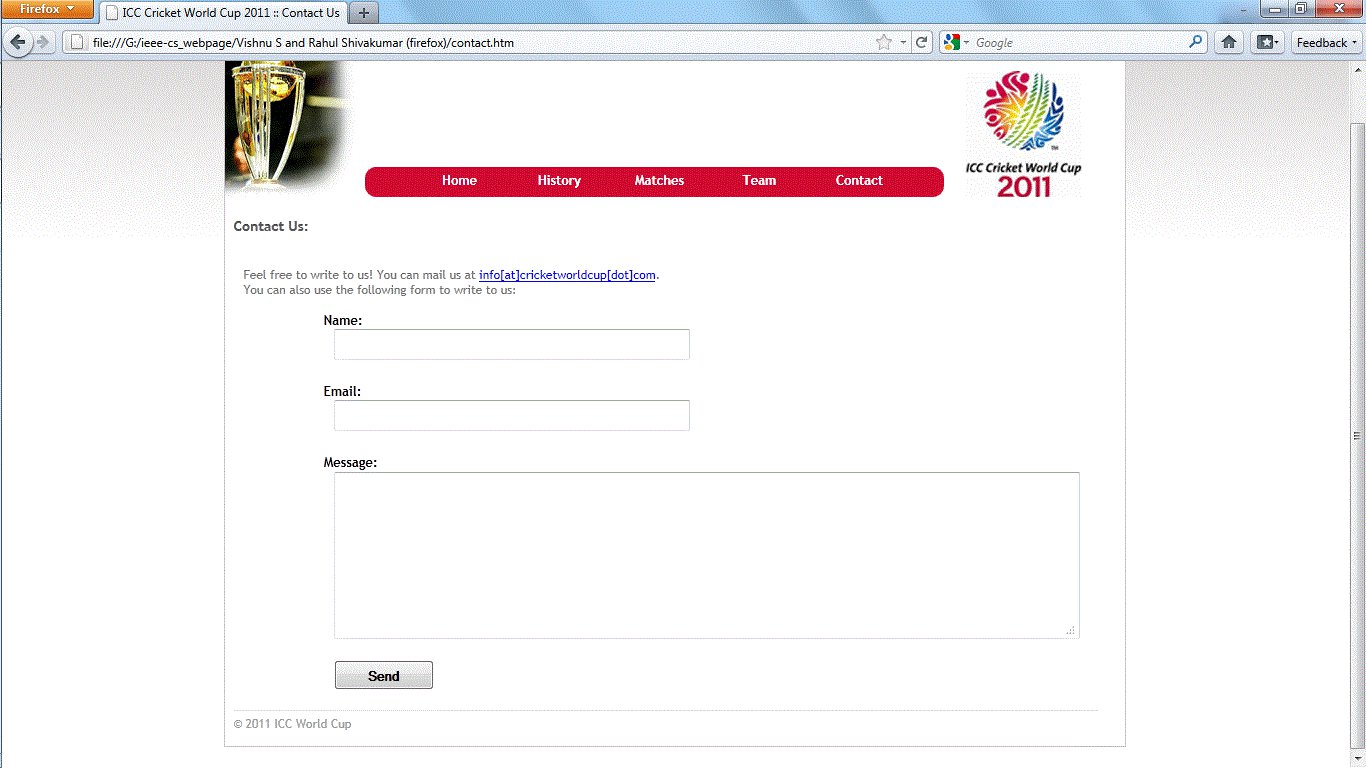 Firefox
ICC Cricket World Cup 2011 :: Contact Us
file:///G:/ieee-cs_webpage/Vishnu S and Rahul Shivakumar (firefox)/contact.htm
Google
Feedback
ICC Cricket World Cup
2011
TM
Home History Matches Team Contact
Contact Us:
Feel free to write to us! You can mail us at info[at]cricketworldcup[dot]com.
You can also use the following form to write to us:
Name:
Email:
Message:
Send
© 2011 ICC World Cup